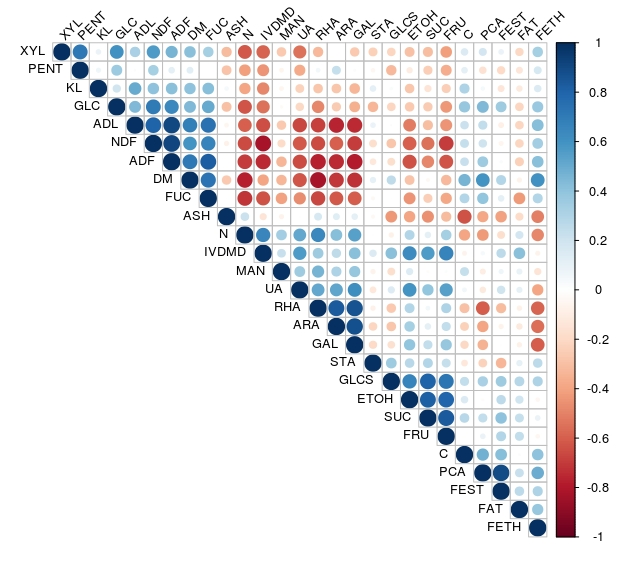 XYL PENT KL GLC ADL NDF ADF DM FUC ASH N IVDMD MAN UA RHA ARA GAL STA GLCS ETOH SUC FRU C PCA FEST FAT FETH
XYL
PENT
KL
GLC
ADL
NDF
ADF
DM
FUC
ASH
N
IVDMD
MAN
UA
RHA
ARA
GAL
STA
GLCS
ETOH
SUC
FRU
C
PCA
FEST
FAT
FETH
1
0.8
0.6
0.4
0.2
0
-0.2
-0.4
-0.6
-0.8
-1